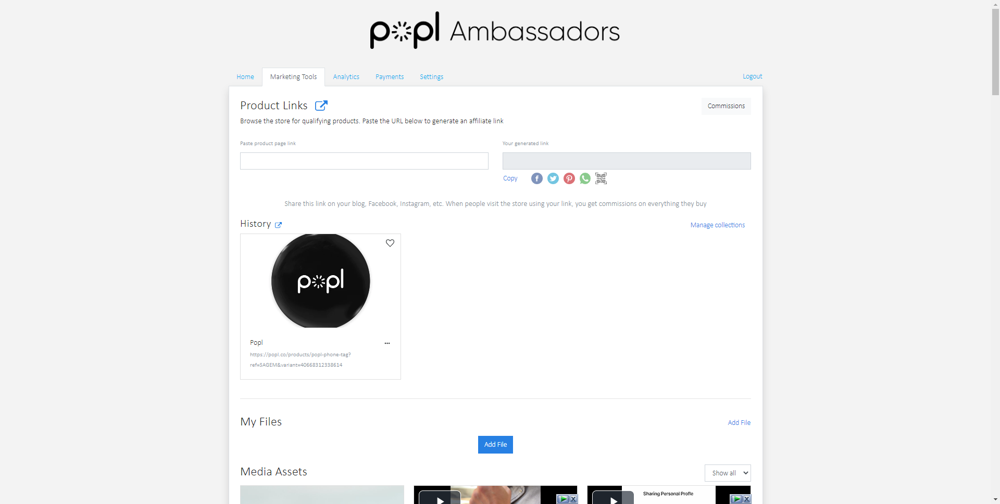 popl Ambassadors
Home
Marketing Tools
Analytics
Payments
Settings
Logout
Product Links
Commissions
Browse the store for qualifying products. Paste the URL below to generate an affiliate link
Paste product page link
Your generated link
Copy
Share this link on your blog, Facebook, Instagram, etc. When people visit the store using your link, you get commissions on everything they buy
History
Manage collections
popl
Popl
...
https://popl.co/products/popl-phone-tag?
ref=SAGEM&variant=40668312338614
My Files
Add File
Add File
Media Assets
Show all
Sharing Personal Profle